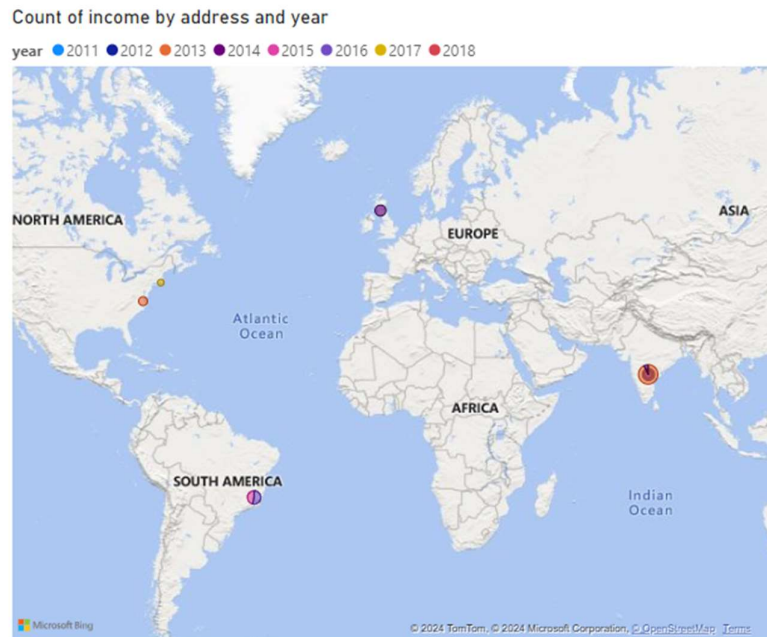 Count of income by address and year
year 2011 2012 2013 2014 2015 2016 2017 2018
NORTH AMERICA
EUROPE
ASIA
Atlantic
Ocean
AFRICA
SOUTH AMERICA
Indian
Ocean
Microsoft Bing
© 2024 TomTom, © 2024 Microsoft Corporation, © OpenStreetMap Terms